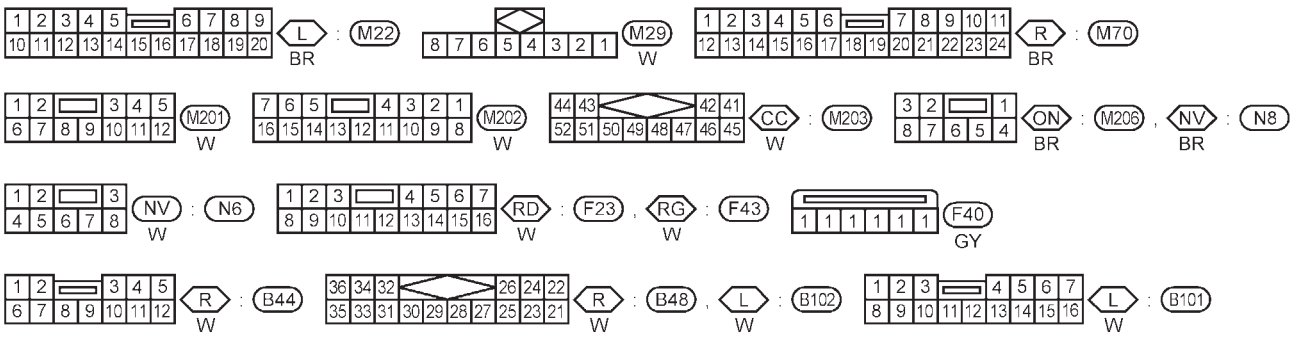 1 2 3 4 5 6 7 8 9
10 11 12 13 14 15 16 17 18 19 20
L : M22
BR
8 7 6 5 4 3 2 1
M29
W
1 2 3 4 5 6 7 8 9 10 11
12 13 14 15 16 17 18 19 20 21 22 23 24
R : M70
BR
1 2 3 4 5
6 7 8 9 10 11 12
M201
W
7 6 5 4 3 2 1
16 15 14 13 12 11 10 9 8
M202
W
44 43 42 41
52 51 50 49 48 47 46 45
CC : M203
W
3 2 1
8 7 6 5 4
ON : M206 , NV : N8
BR BR
1 2 3
4 5 6 7 8
NV : N6
W
1 2 3 4 5 6 7
8 9 10 11 12 13 14 15 16
RD : F23 , RG : F43
W W
1 1 1 1 1 1
F40
GY
1 2 3 4 5
6 7 8 9 10 11 12
R : B44
W
36 34 32 26 24 22
35 33 31 30 29 28 27 25 23 21
R : B48 , L : B102
W W
1 2 3 4 5 6 7
8 9 10 11 12 13 14 15 16
L : B101
W